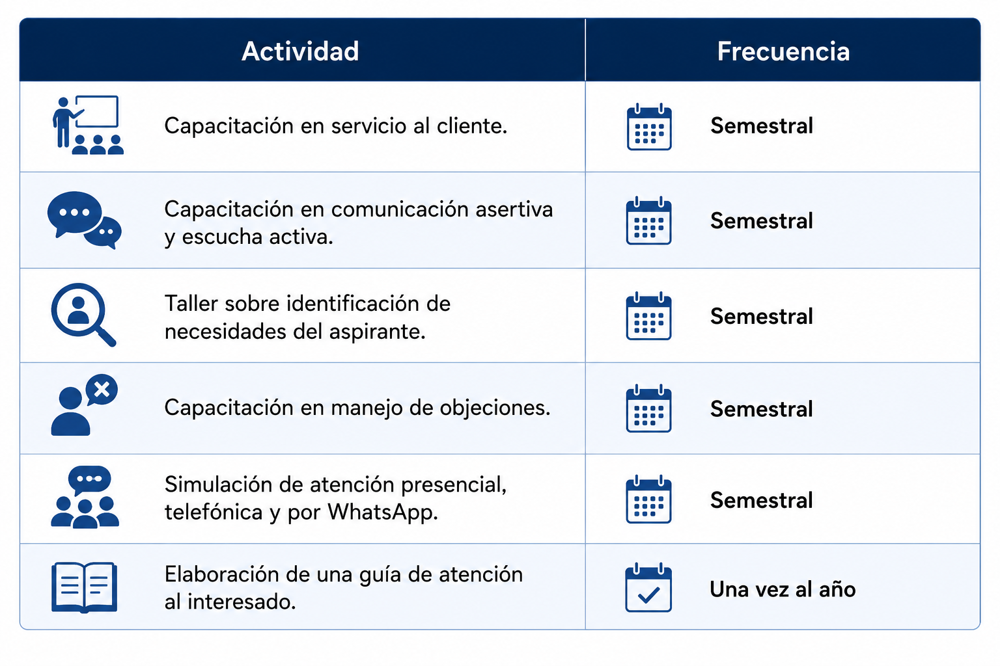 Actividad
Frecuencia
Capacitación en servicio al cliente.
Semestral
Capacitación en comunicación asertiva
y escucha activa.
Semestral
Taller sobre identificación de
necesidades del aspirante.
Semestral
Capacitación en manejo de objeciones.
Semestral
Simulación de atención presencial,
telefónica y por WhatsApp.
Semestral
Elaboración de una guía de atención
al interesado.
Una vez al año